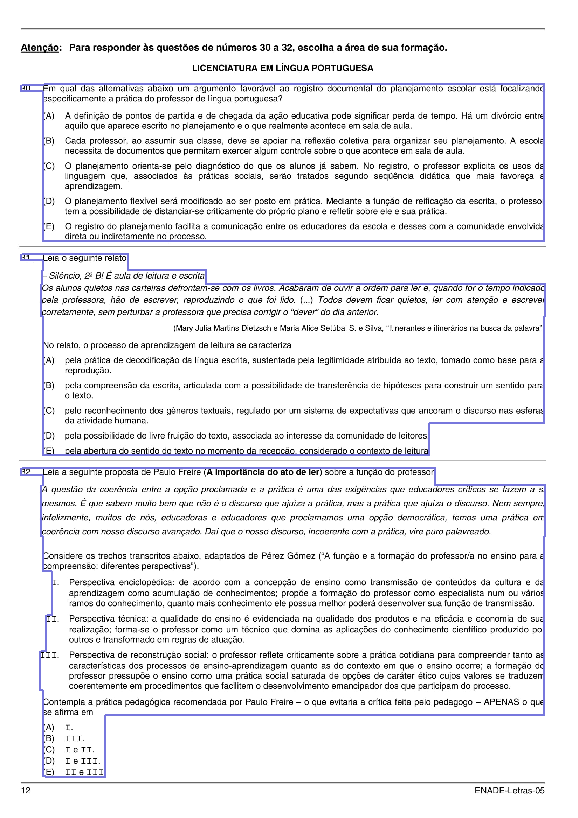 Atenção: Para responder às questões de números 30 a 32, escolha a área de sua formação.
LICENCIATURA EM LÍNGUA PORTUGUESA
30. Em qual das alternativas abaixo um argumento favorável ao registro documental do planejamento escolar está focalizando
especificamente a prática do professor de língua portuguesa?
(A) A definição de pontos de partida e de chegada da ação educativa pode significar perda de tempo. Há um divórcio entre
aquilo que aparece escrito no planejamento e o que realmente acontece em sala de aula.
(B) Cada professor, ao assumir sua classe, deve se apoiar na reflexão coletiva para organizar seu planejamento. A escola
necessita de documentos que permitam exercer algum controle sobre o que acontece em sala de aula.
(C) O planejamento orienta-se pelo diagnóstico do que os alunos já sabem. No registro, o professor explicita os usos da
linguagem que, associados às práticas sociais, serão tratados segundo seqüência didática que mais favoreça a
aprendizagem.
(D) O planejamento flexível será modificado ao ser posto em prática. Mediante a função de reificação da escrita, o professor
tem a possibilidade de distanciar-se criticamente do próprio plano e refletir sobre ele e sua prática.
(E) O registro do planejamento facilita a comunicação entre os educadores da escola e desses com a comunidade envolvida
direta ou indiretamente no processo.
31. Leia o seguinte relato:
– Silêncio, 2ª B! É aula de leitura e escrita.
Os alunos quietos nas carteiras defrontam-se com os livros. Acabaram de ouvir a ordem para ler e, quando for o tempo indicado
pela professora, hão de escrever, reproduzindo o que foi lido. (...) Todos devem ficar quietos, ler com atenção e escrever
corretamente, sem perturbar a professora que precisa corrigir o "dever" do dia anterior.
(Mary Julia Martins Dietzsch e Maria Alice Setúbal S. e Silva, "Itinerantes e itinerários na busca da palavra")
No relato, o processo de aprendizagem de leitura se caracteriza
(A) pela prática de decodificação da língua escrita, sustentada pela legitimidade atribuída ao texto, tomado como base para a
reprodução.
(B) pela compreensão da escrita, articulada com a possibilidade de transferência de hipóteses para construir um sentido para
o texto.
(C) pelo reconhecimento dos gêneros textuais, regulado por um sistema de expectativas que ancoram o discurso nas esferas
da atividade humana.
(D) pela possibilidade do livre fruição do texto, associada ao interesse da comunidade de leitores.
(E) pela abertura do sentido do texto no momento da recepção, considerado o contexto de leitura.
32. Leia a seguinte proposta de Paulo Freire (A importância do ato de ler) sobre a função do professor:
A questão da coerência entre a opção proclamada e a prática é uma das exigências que educadores críticos se fazem a si
mesmos. É que sabem muito bem que não é o discurso que ajuíza a prática, mas a prática que ajuíza o discurso. Nem sempre,
infelizmente, muitos de nós, educadoras e educadores que proclamamos uma opção democrática, temos uma prática em
coerência com nosso discurso avançado. Daí que o nosso discurso, incoerente com a prática, vire puro palavreado.
Considere os trechos transcritos abaixo, adaptados de Pérez Gómez ("A função e a formação do professor/a no ensino para a
compreensão: diferentes perspectivas").
I. Perspectiva enciclopédica: de acordo com a concepção de ensino como transmissão de conteúdos da cultura e da
aprendizagem como acumulação de conhecimentos; propõe a formação do professor como especialista num ou vários
ramos do conhecimento, quanto mais conhecimento ele possua melhor poderá desenvolver sua função de transmissão.
II. Perspectiva técnica: a qualidade do ensino é evidenciada na qualidade dos produtos e na eficácia e economia de sua
realização; forma-se o professor como um técnico que domina as aplicações do conhecimento científico produzido por
outros e transformado em regras de atuação.
III. Perspectiva de reconstrução social: o professor reflete criticamente sobre a prática cotidiana para compreender tanto as
características dos processos de ensino-aprendizagem quanto as do contexto em que o ensino ocorre; a formação do
professor pressupõe o ensino como uma prática social saturada de opções de caráter ético cujos valores se traduzem
coerentemente em procedimentos que facilitem o desenvolvimento emancipador dos que participam do processo.
Contempla a prática pedagógica recomendada por Paulo Freire – o que evitaria a crítica feita pelo pedagogo – APENAS o que
se afirma em
(A) I.
(B) III.
(C) I e II.
(D) I e III.
(E) II e III
12 ENADE-Letras-05